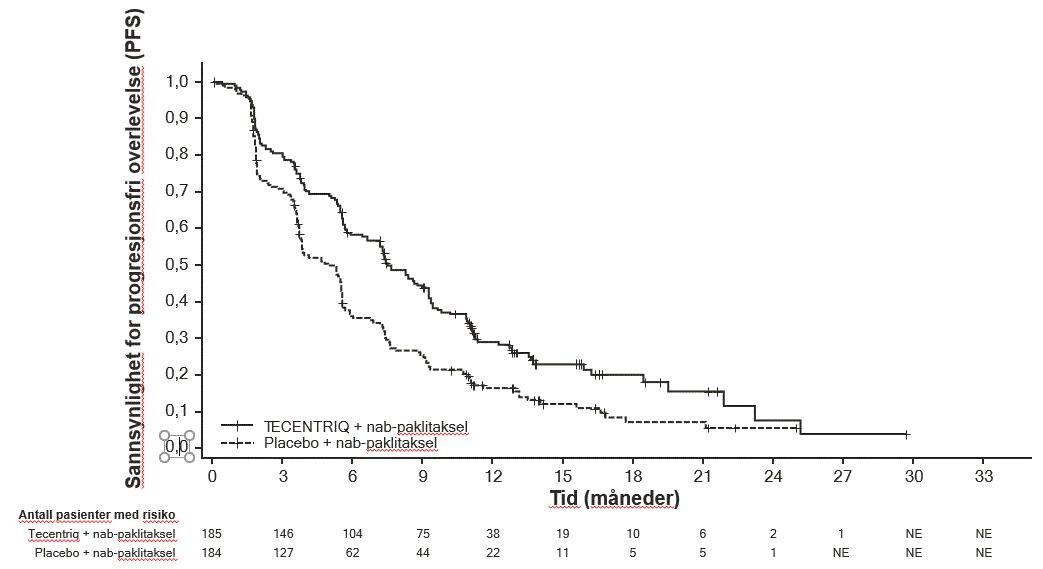 Sannsynlighet for progresjonsfri overlevelse (PFS)
1,0
0,9
0,8
0,7
0,6
0,5
0,4
0,3
0,2
0,1
0,0
TECENTRIQ + nab-paklitaksel
Placebo + nab-paklitaksel
0 3 6 9 12 15 18 21 24 27 30 33
Tid (måneder)
Antall pasienter med risiko
Tecentriq + nab-paklitaksel 185 146 104 75 38 19 10 6 2 1 NE NE
Placebo + nab-paklitaksel 184 127 62 44 22 11 5 5 1 NE NE NE